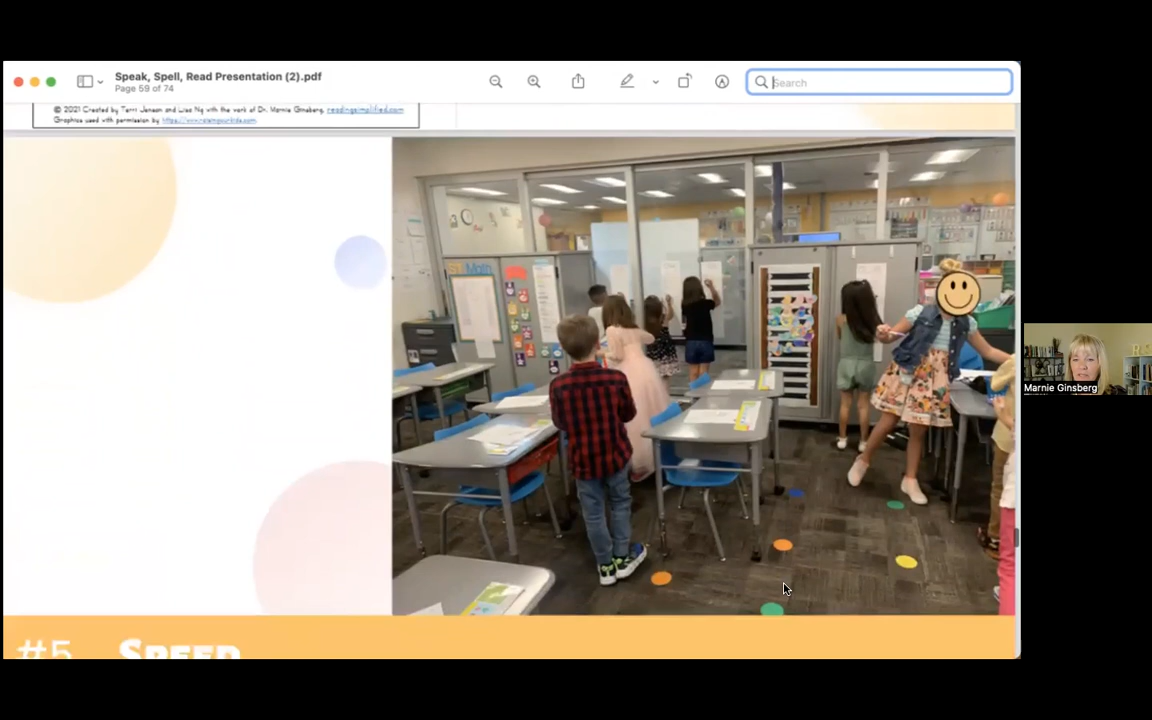 Speak, Spell, Read Presentation (2).pdf
Page 59 of 74
Search
© 2021 Created by Terri Jensen and Lisa Ng with the work of Dr. Marnie Ginsberg, readingsimplified.com
Graphics used with permission by
Math
Marnie Ginsberg
#5 SPEED